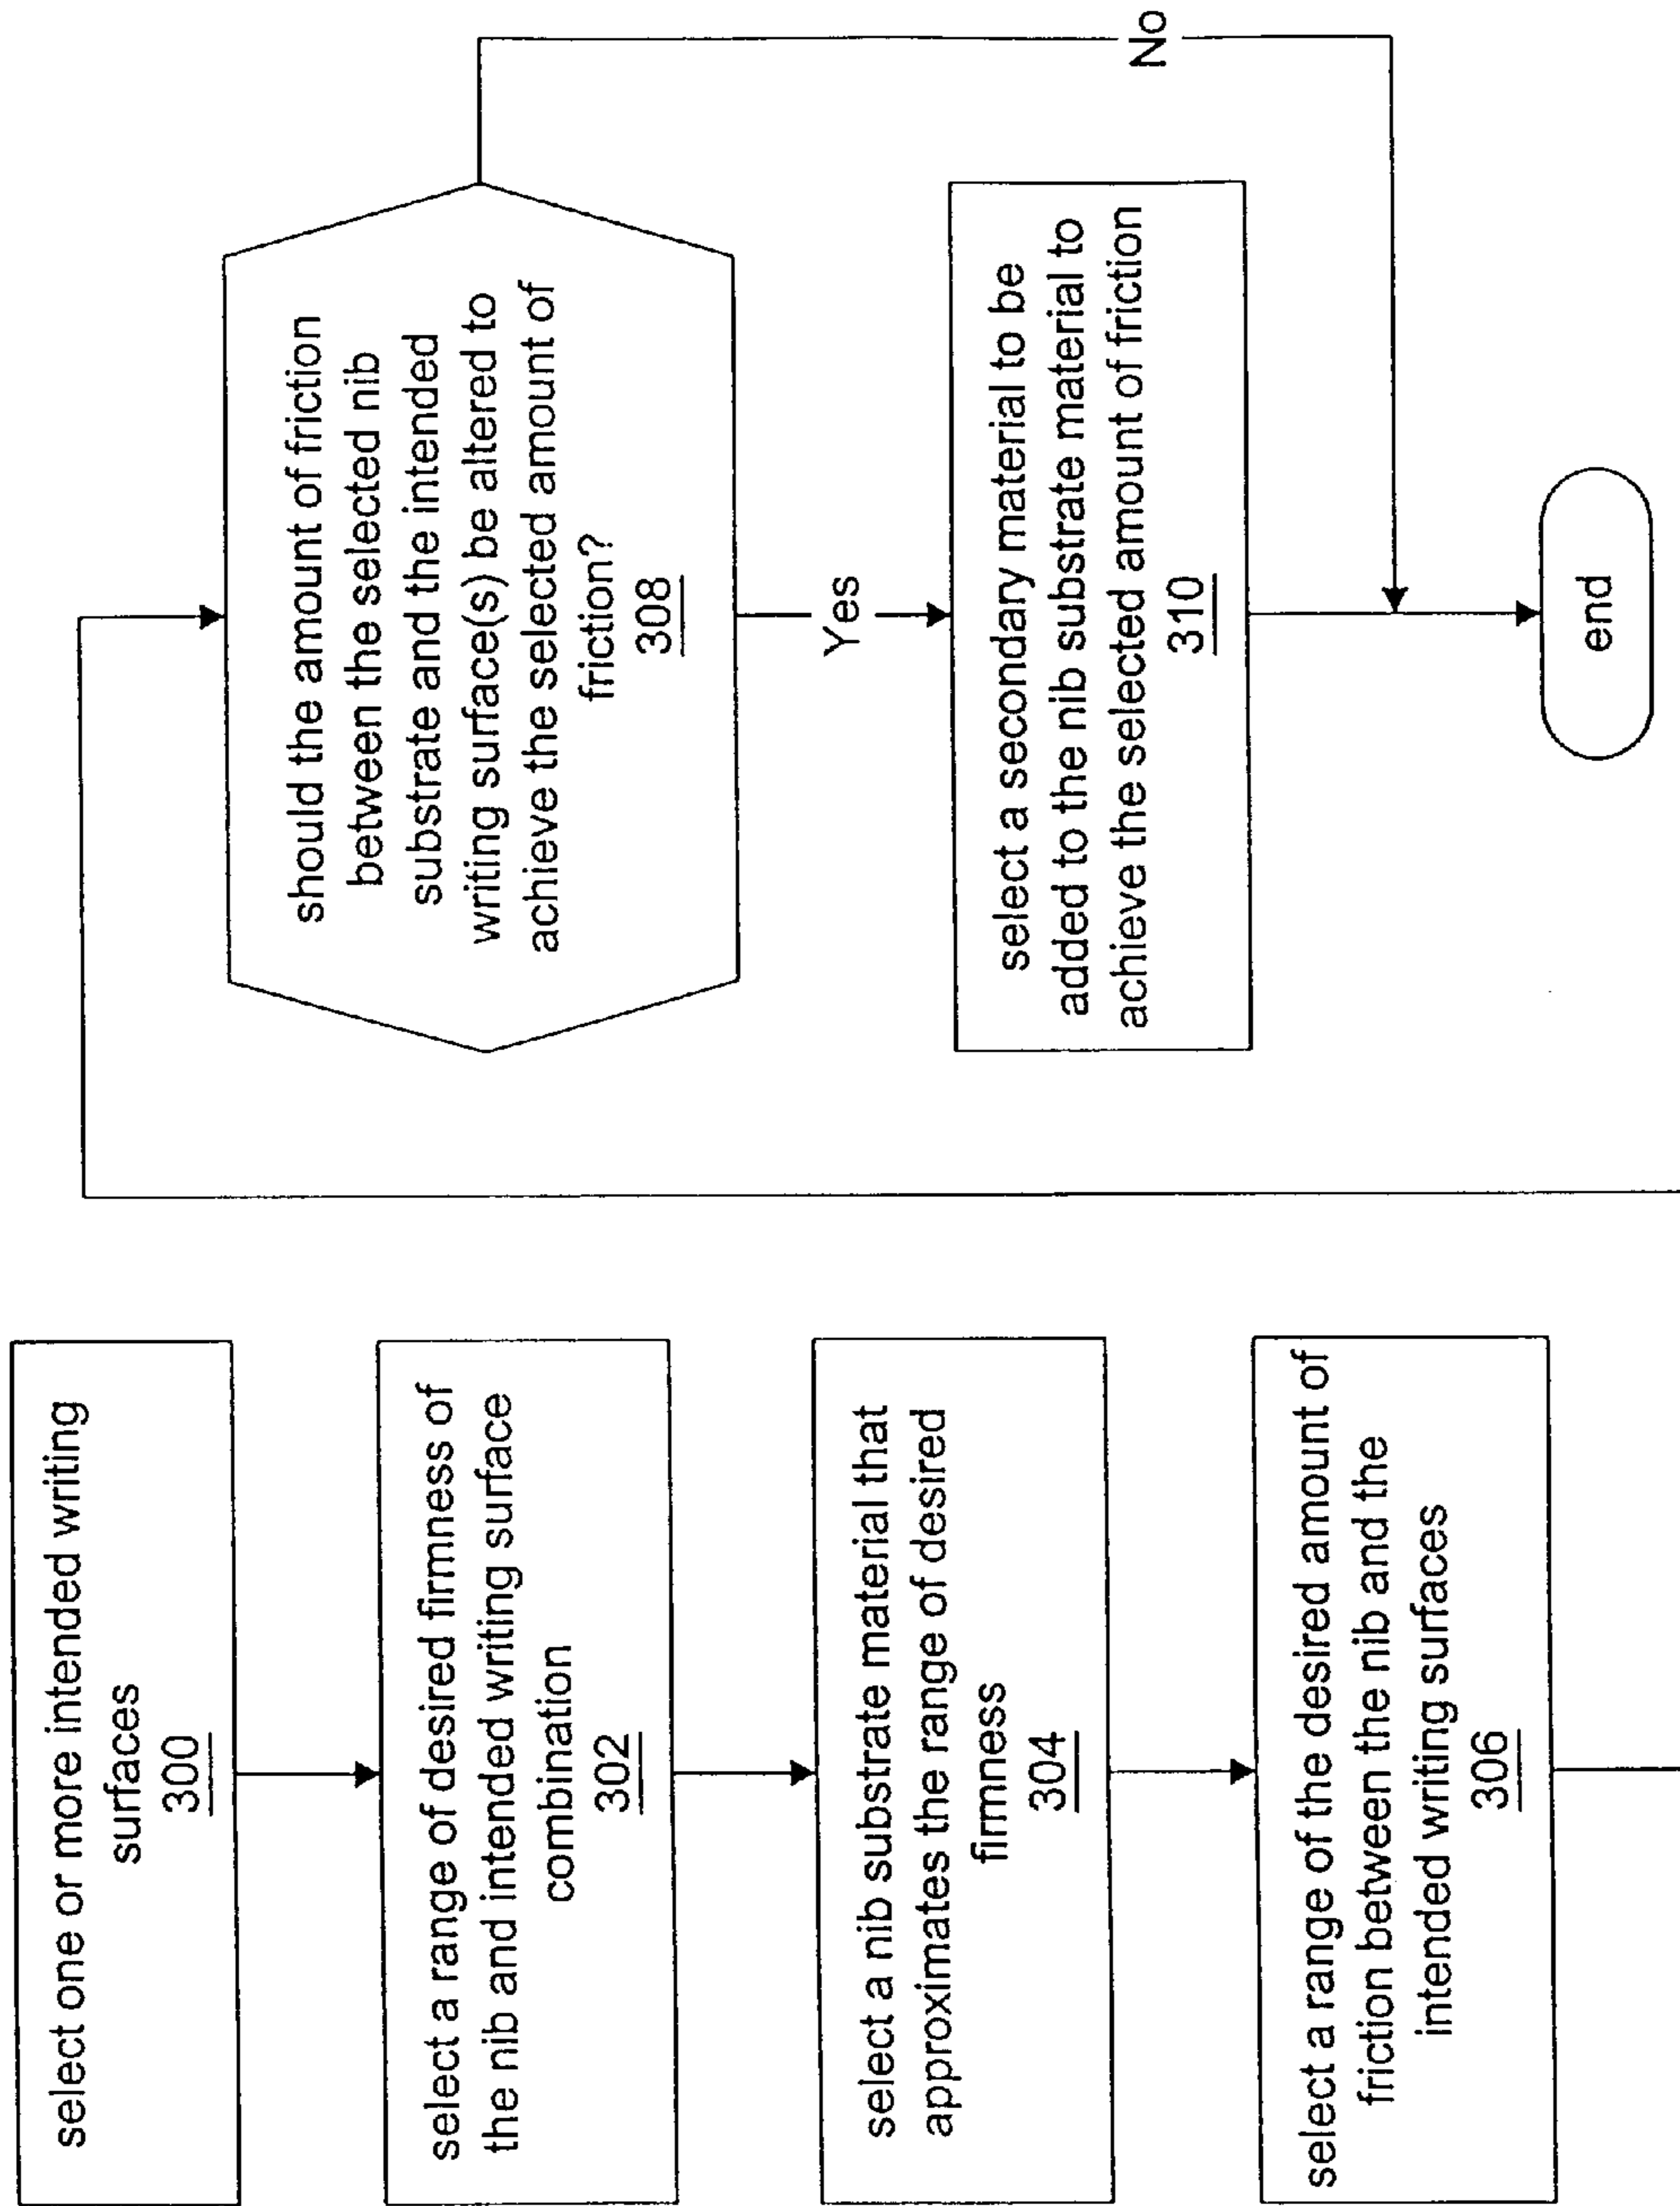 select one or more intended writing
surfaces
300
select a range of desired firmness of
the nib and intended writing surface
combination
302
select a nib substrate material that
approximates the range of desired
firmness
304
select a range of the desired amount of
friction between the nib and the
intended writing surfaces
306
should the amount of friction
between the selected nib
substrate and the intended
writing surface(s) be altered to
achieve the selected amount of
friction?
308
No
Yes
select a secondary material to be
added to the nib substrate material to
achieve the selected amount of friction
310
end